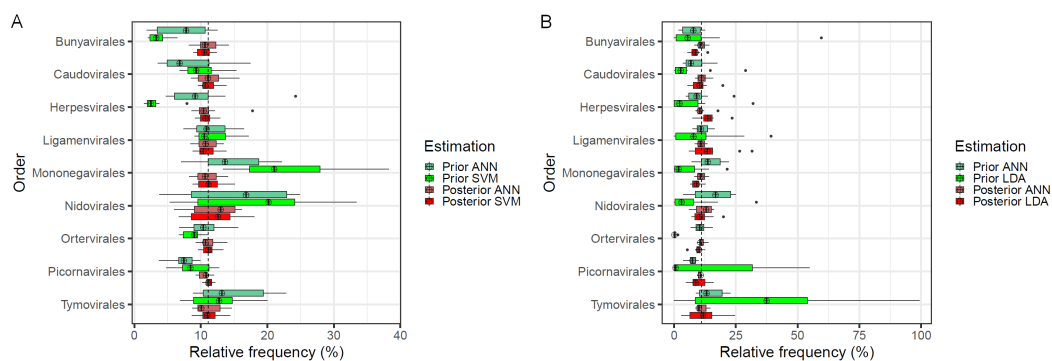 A
Order
Bunyavirales
Caudovirales
Herpesvirales
Ligamenvirales
Mononegavirales
Nidovirales
Ortervirales
Picornavirales
Tymovirales
0 10 20 30 40
Relative frequency (%)
Estimation
Prior ANN
Prior SVM
Posterior ANN
Posterior SVM
B
Order
Bunyavirales
Caudovirales
Herpesvirales
Ligamenvirales
Mononegavirales
Nidovirales
Ortervirales
Picornavirales
Tymovirales
0 25 50 75 100
Relative frequency (%)
Estimation
Prior ANN
Prior LDA
Posterior ANN
Posterior LDA